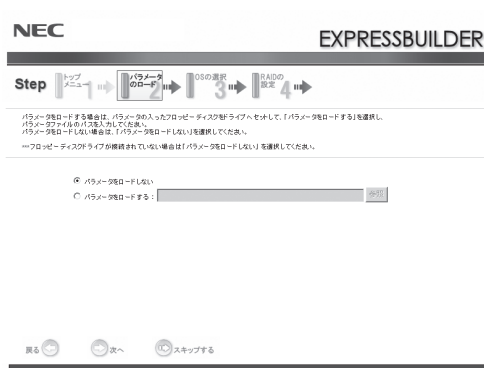 NEC
EXPRESSBUILDER
Step
トップメニュー 1
パラメータのロード 2
OSの選択 3
RAIDの設定 4
パラメータをロードする場合は、パラメータの入ったフロッピーディスクをドライブへセットして、「パラメータをロードする」を選択し、
パラメータファイルのパスを入力してください。
パラメータをロードしない場合は、「パラメータをロードしない」を選択してください。
***フロッピーディスクドライブが接続されていない場合は「パラメータをロードしない」を選択してください。
パラメータをロードしない
パラメータをロードする：
参照
戻る
次へ
スキップする